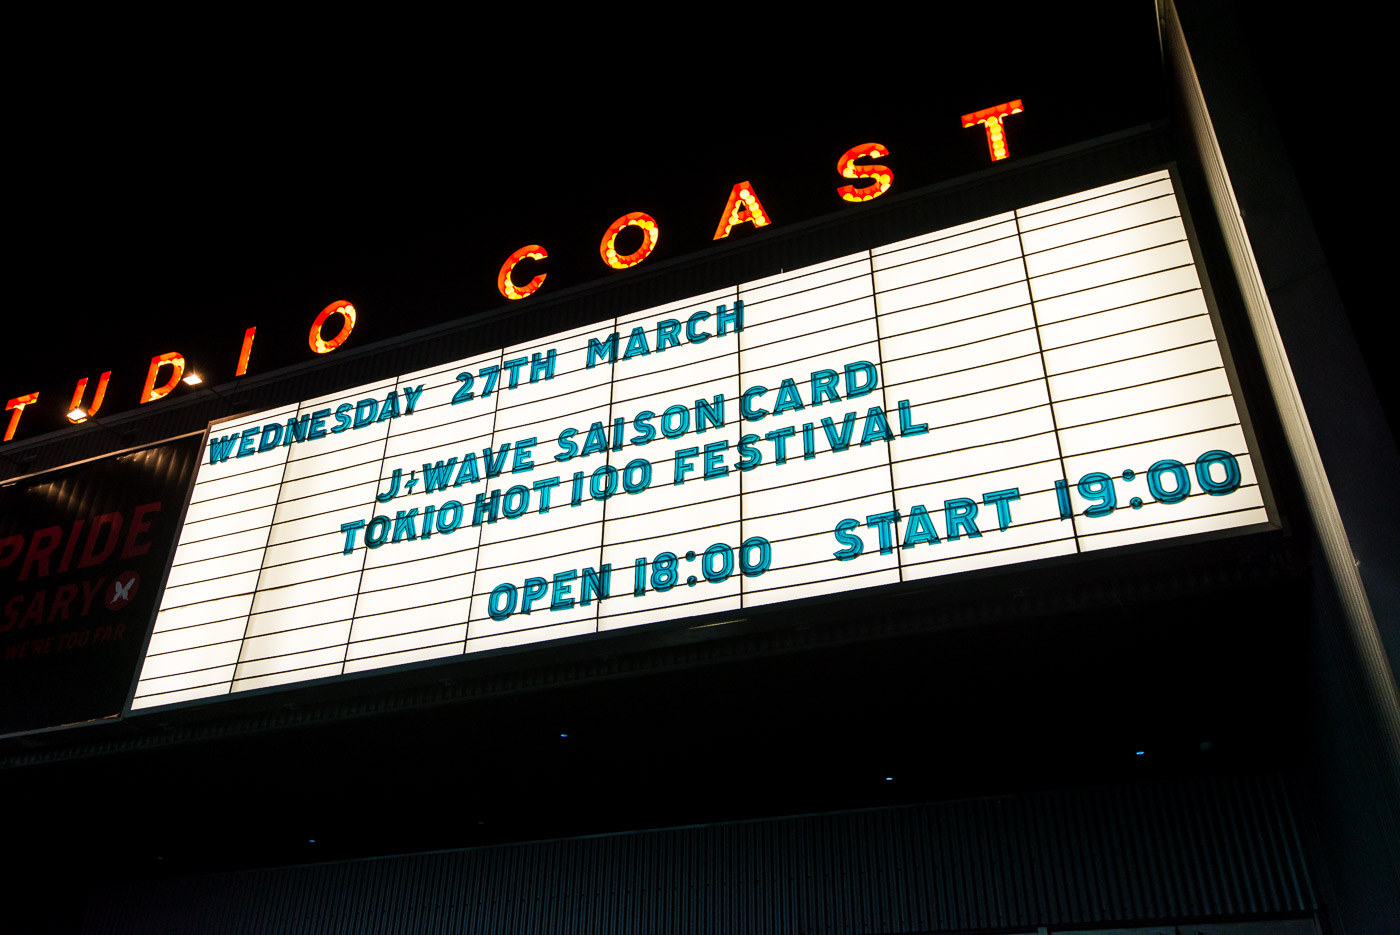 TUDIO COAST
WEDNESDAY 27TH MARCH
J-WAVE SAISON CARD
TOKIO HOT 100 FESTIVAL
OPEN 18:00 START 19:00
PRIDE
SARY
WE'RE TOO FAR